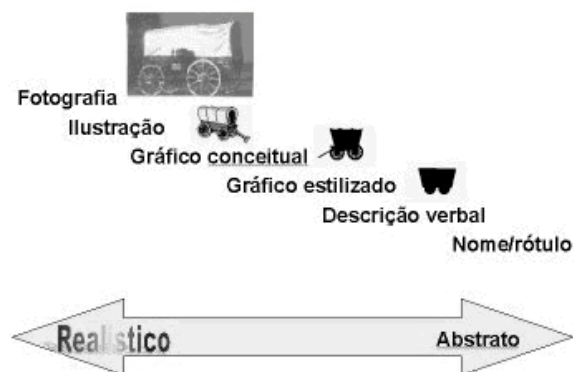 Fotografia
Ilustração
Gráfico conceitual
Gráfico estilizado
Descrição verbal
Nome/rótulo
Realístico
Abstrato